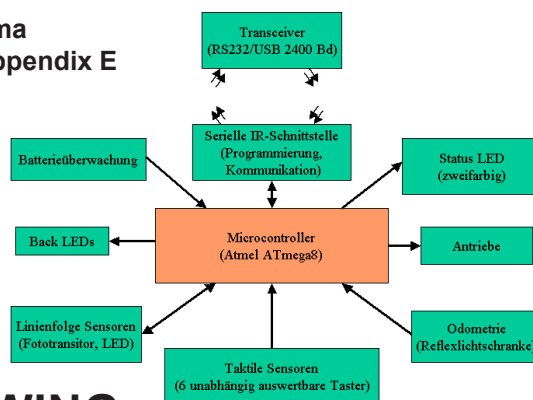 ma
ppendix E
Transceiver
(RS232/USB 2400 Bd)
Serielle IR-Schnittstelle
(Programmierung,
Kommunikation)
Batterieüberwachung
Status LED
(zweifarbig)
Back LEDs
Microcontroller
(Atmel ATmega8)
Antriebe
Linienfolge Sensoren
(Fototransitor, LED)
Odometrie
(Reflexlichtschranke
Taktile Sensoren
(6 unabhängig auswertbare Taster)
WING